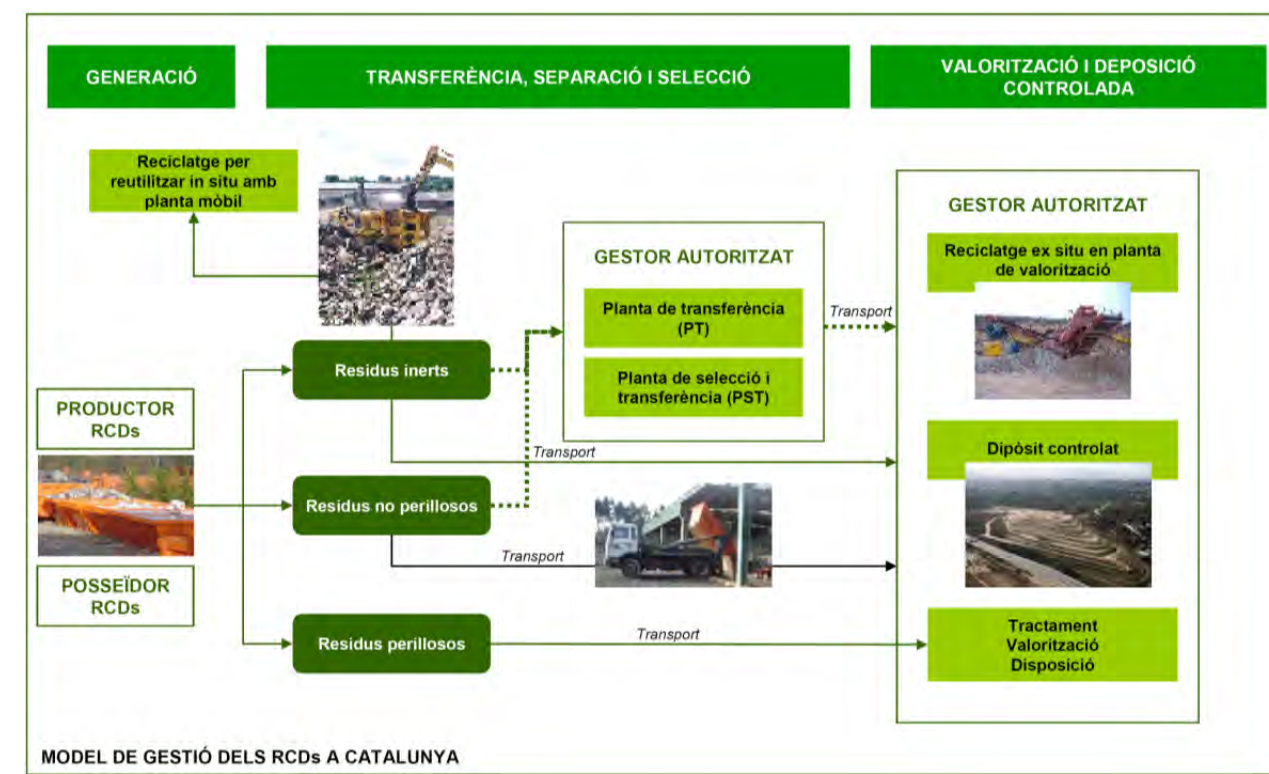 GENERACIÓ
TRANSFERÈNCIA, SEPARACIÓ I SELECCIÓ
VALORITZACIÓ I DEPOSICIÓ
CONTROLADA
Reciclatge per
reutilitzar in situ amb
planta mòbil
GESTOR AUTORITZAT
Planta de transferència
(PT)
Planta de selecció i
transferència (PST)
Transport
GESTOR AUTORITZAT
Reciclatge ex situ en planta
de valorització
Dipòsit controlat
Tractament
Valorització
Disposició
PRODUCTOR
RCDs
POSSEÏDOR
RCDs
Residus inerts
Transport
Residus no perillosos
Transport
Residus perillosos
Transport
MODEL DE GESTIÓ DELS RCDs A CATALUNYA